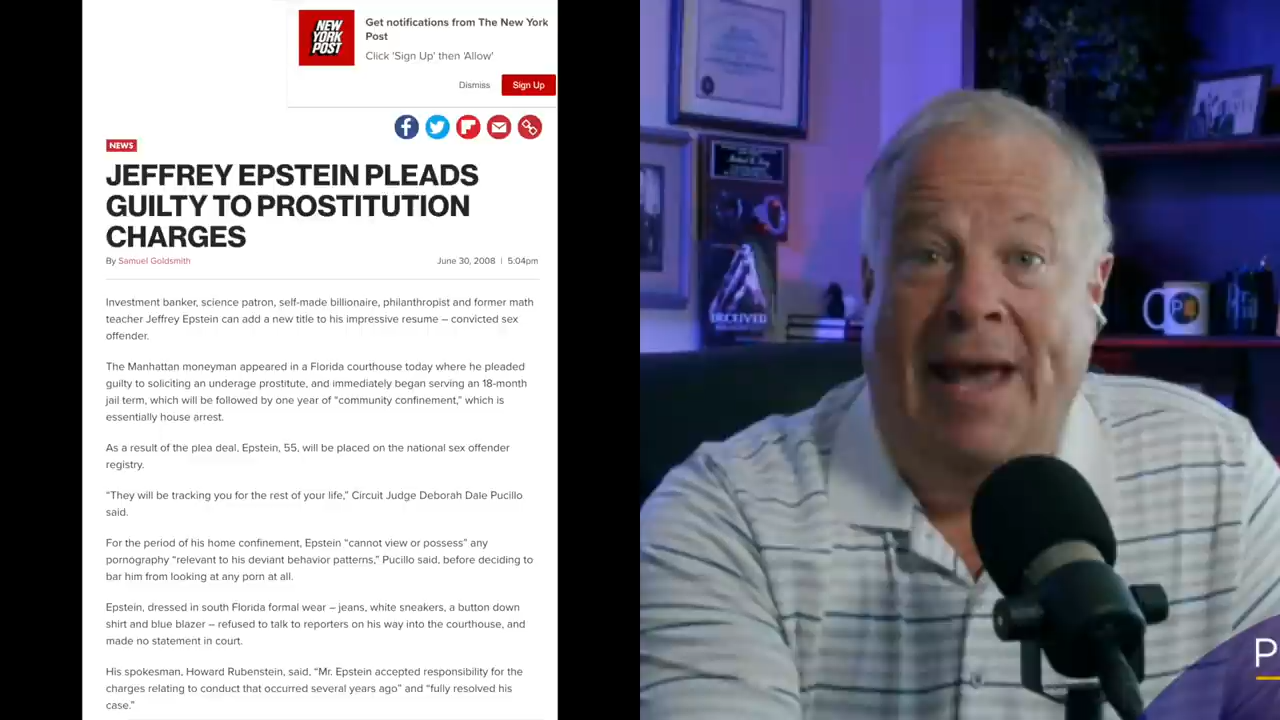 NEW
YORK
POST
Get notifications from The New York
Post
Click 'Sign Up' then 'Allow'
Dismiss
Sign Up
NEWS
JEFFREY EPSTEIN PLEADS
GUILTY TO PROSTITUTION
CHARGES
By Samuel Goldsmith
June 30, 2008 | 5:04pm
Investment banker, science patron, self-made billionaire, philanthropist and former math
teacher Jeffrey Epstein can add a new title to his impressive resume – convicted sex
offender.
The Manhattan moneyman appeared in a Florida courthouse today where he pleaded
guilty to soliciting an underage prostitute, and immediately began serving an 18-month
jail term, which will be followed by one year of “community confinement,” which is
essentially house arrest.
As a result of the plea deal, Epstein, 55, will be placed on the national sex offender
registry.
“They will be tracking you for the rest of your life,” Circuit Judge Deborah Dale Pucillo
said.
For the period of his home confinement, Epstein “cannot view or possess” any
pornography “relevant to his deviant behavior patterns,” Pucillo said, before deciding to
bar him from looking at any porn at all.
Epstein, dressed in south Florida formal wear – jeans, white sneakers, a button down
shirt and blue blazer – refused to talk to reporters on his way into the courthouse, and
made no statement in court.
His spokesman, Howard Rubenstein, said, “Mr. Epstein accepted responsibility for the
charges relating to conduct that occurred several years ago” and “fully resolved his
case.”
DECEIVED
P
P